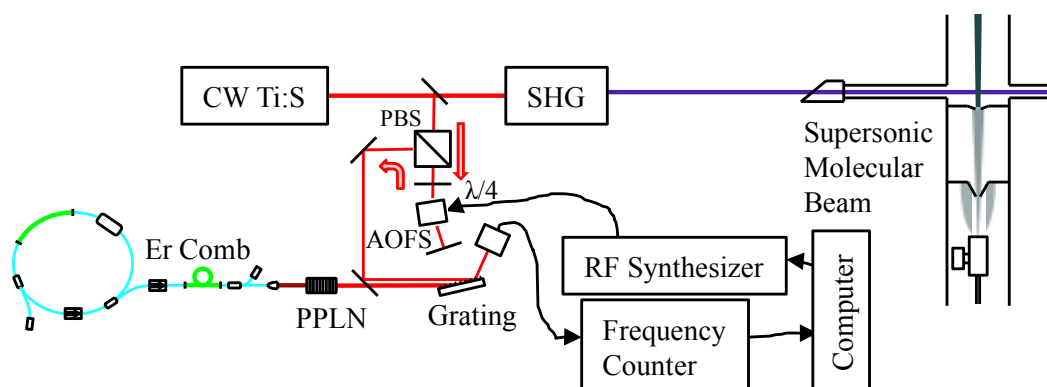 CW Ti:S
SHG
PBS
λ/4
AOFS
Supersonic
Molecular
Beam
Er Comb
PPLN
Grating
RF Synthesizer
Frequency
Counter
Computer